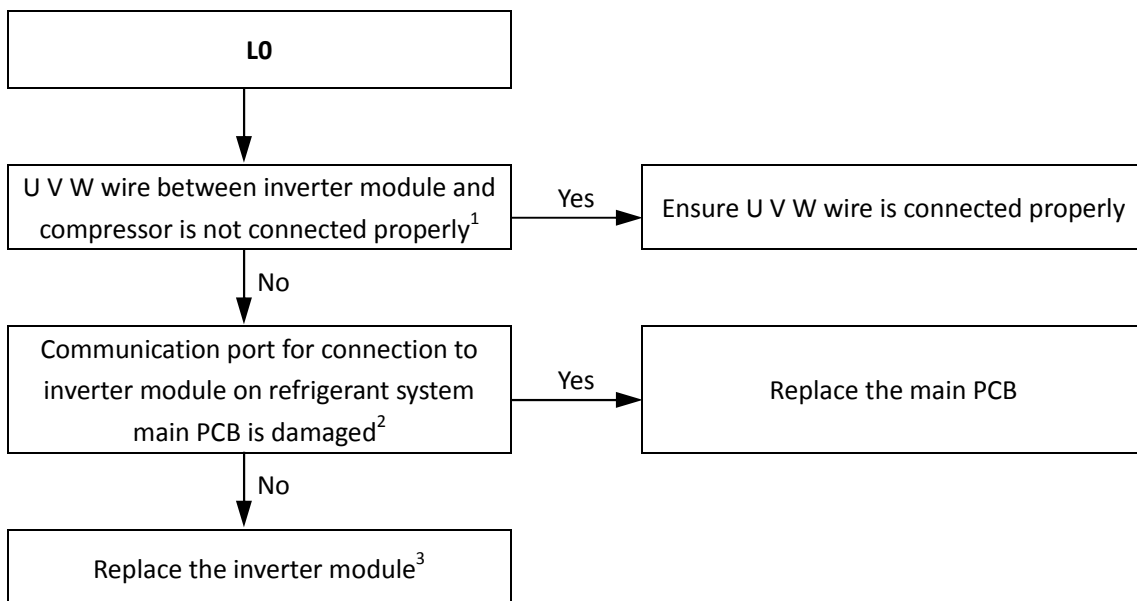 L0
U V W wire between inverter module and
compressor is not connected properly1
Yes
Ensure U V W wire is connected properly
No
Communication port for connection to
inverter module on refrigerant system
main PCB is damaged2
Yes
Replace the main PCB
No
Replace the inverter module3